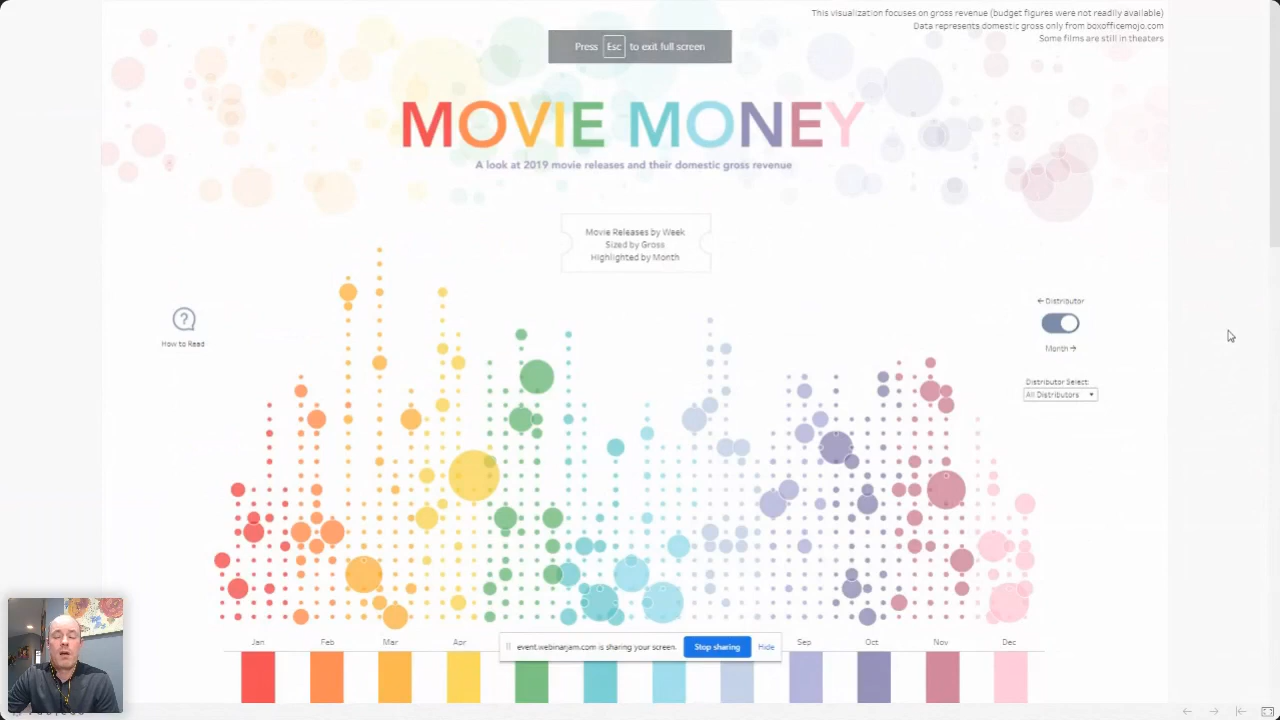 This visualization focuses on gross revenue (budget figures were not readily available)
Data represents domestic gross only from boxofficemojo.com
Some films are still in theaters
Press Esc to exit full screen
MOVIE MONEY
A look at 2019 movie releases and their domestic gross revenue
Movie Releases by Week
Sized by Gross
Highlighted by Month
?
How to Read
← Distributor
Month →
Distributor Select:
All Distributors
Jan Feb Mar Apr Sep Oct Nov Dec
event.webinarjam.com is sharing your screen. Stop sharing Hide